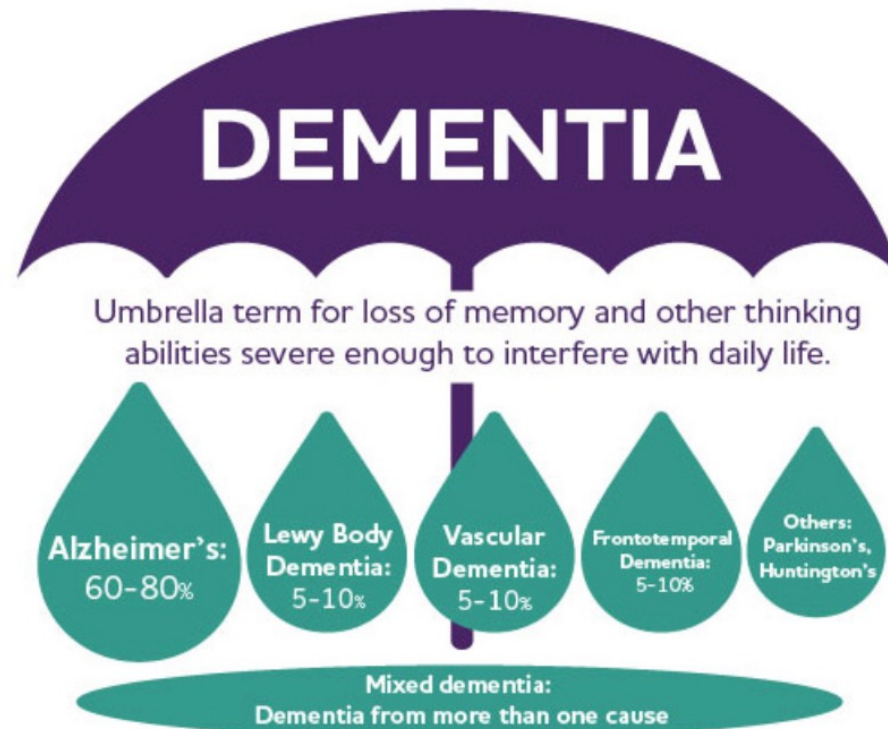 DEMENTIA
Umbrella term for loss of memory and other thinking
abilities severe enough to interfere with daily life.
Alzheimer's:
60-80%
Lewy Body
Dementia:
5-10%
Vascular
Dementia:
5-10%
Frontotemporal
Dementia:
5-10%
Others:
Parkinson's,
Huntington's
Mixed dementia:
Dementia from more than one cause